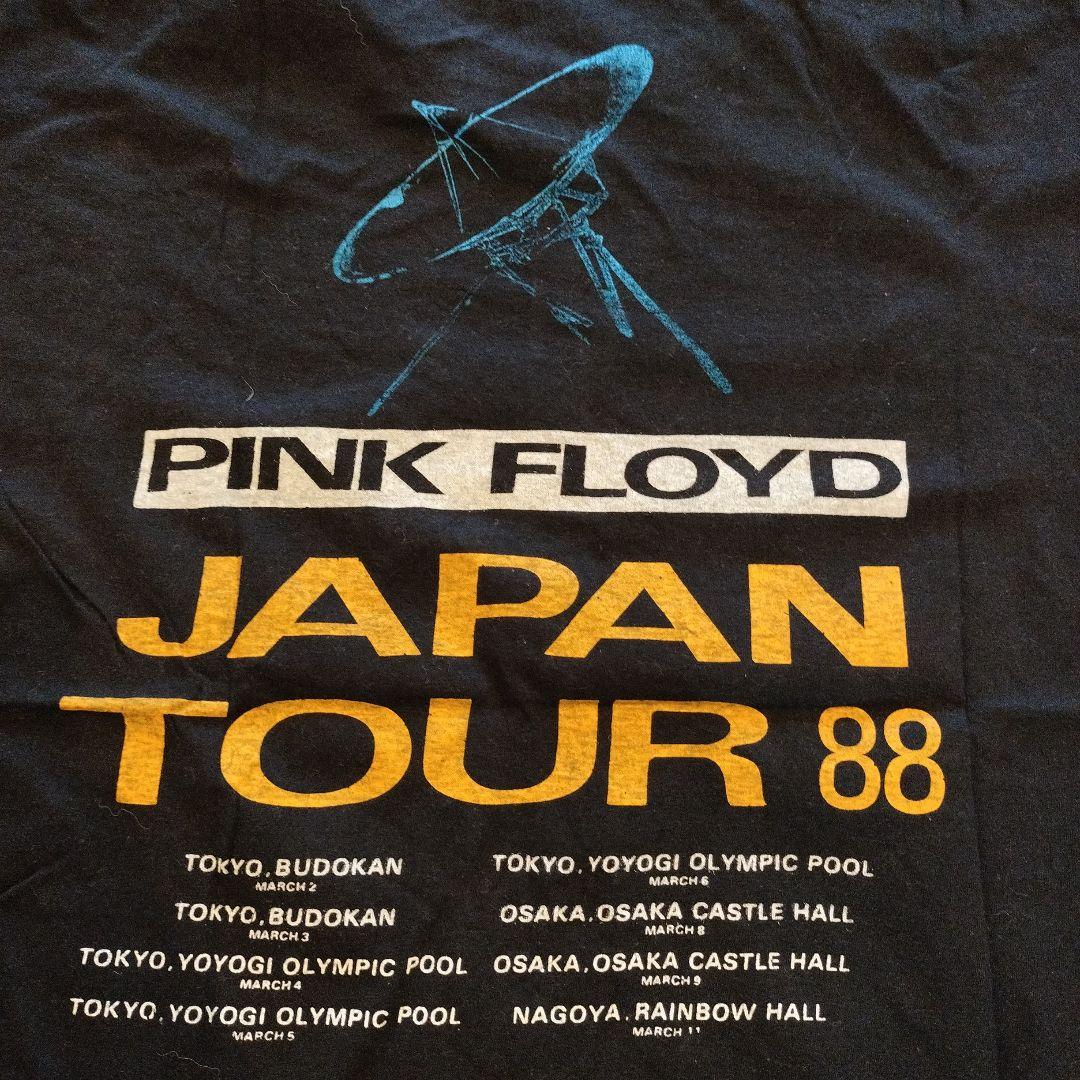 PINK FLOYD
JAPAN
TOUR 88
TOKYO, BUDOKAN
MARCH 2
TOKYO, BUDOKAN
MARCH 3
TOKYO, YOYOGI OLYMPIC POOL
MARCH 4
TOKYO, YOYOGI OLYMPIC POOL
MARCH 5
TOKYO, YOYOGI OLYMPIC POOL
MARCH 6
OSAKA, OSAKA CASTLE HALL
MARCH 8
OSAKA, OSAKA CASTLE HALL
MARCH 9
NAGOYA, RAINBOW HALL
MARCH 11